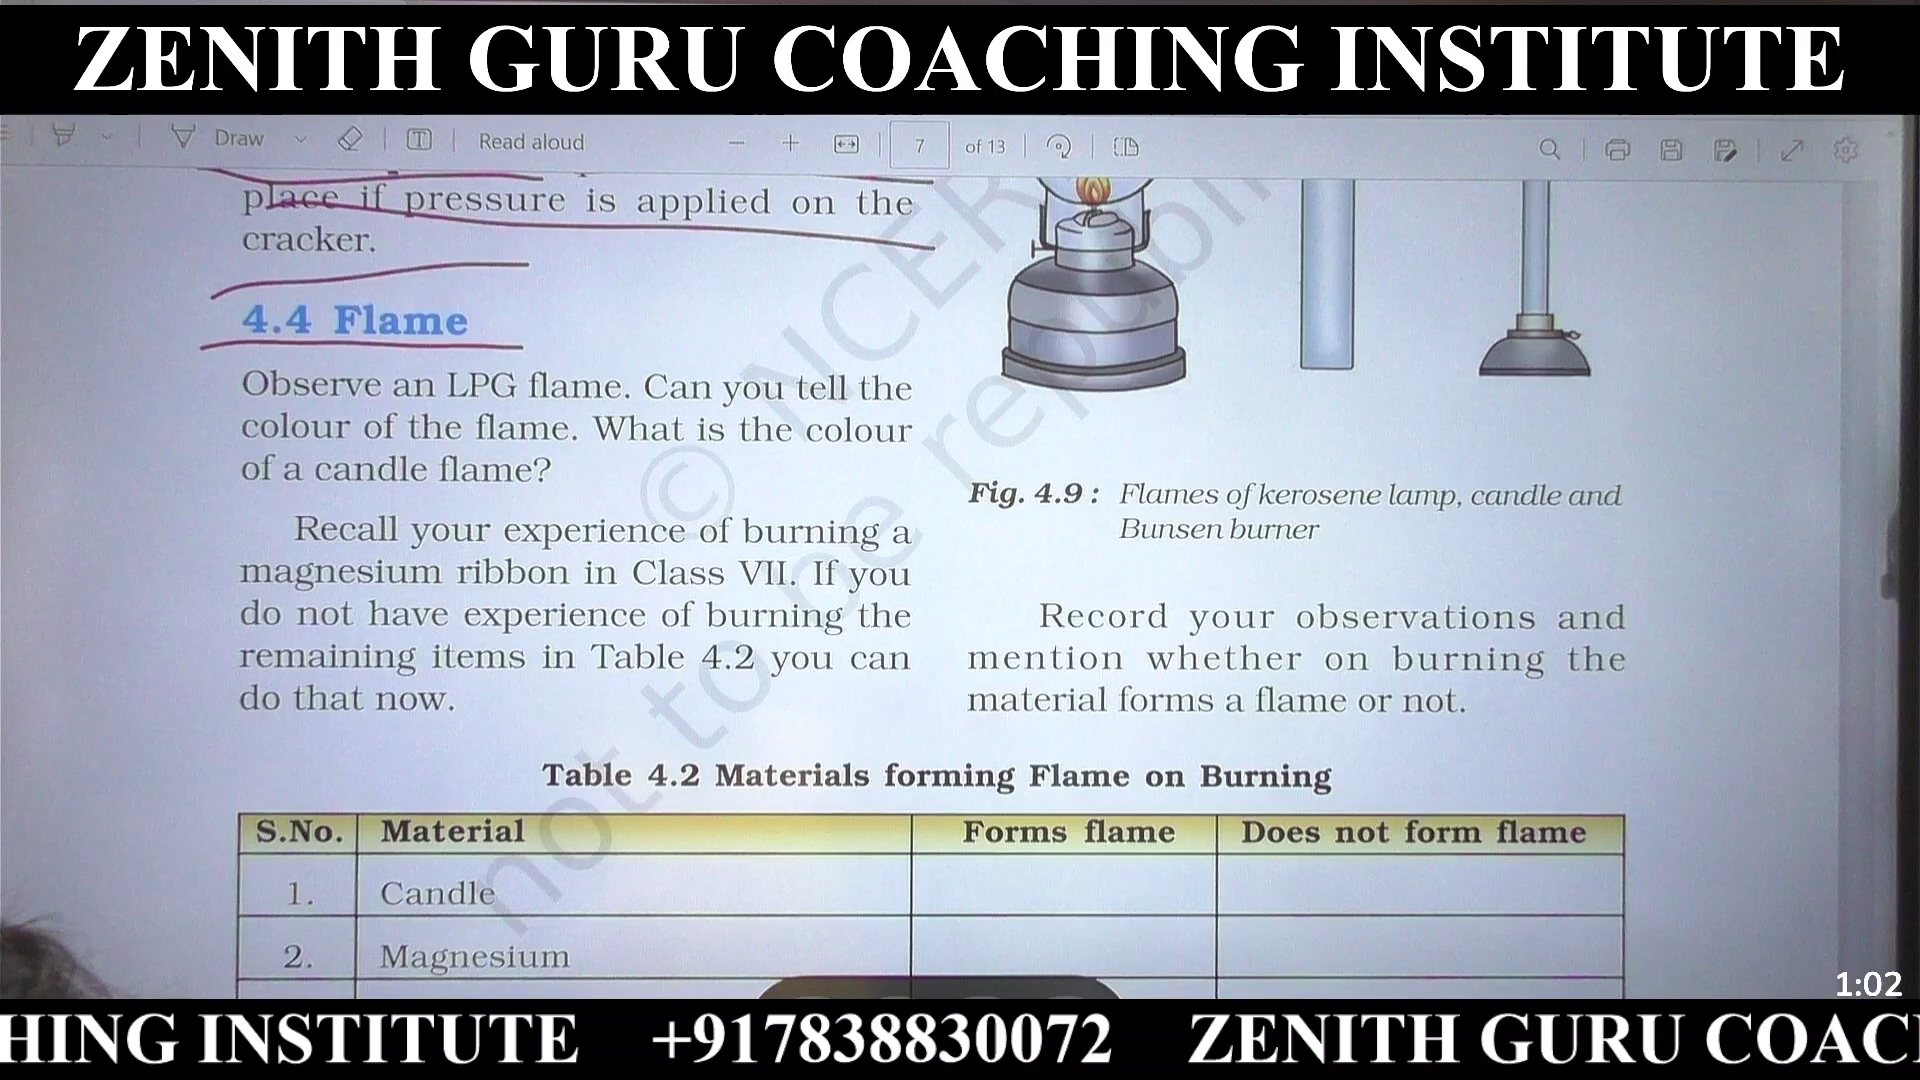 ZENITH GURU COACHING INSTITUTE
Draw
Read aloud
7 of 13
place if pressure is applied on the
cracker.
4.4 Flame
Observe an LPG flame. Can you tell the
colour of the flame. What is the colour
of a candle flame?
Recall your experience of burning a
magnesium ribbon in Class VII. If you
do not have experience of burning the
remaining items in Table 4.2 you can
do that now.
Fig. 4.9 : Flames of kerosene lamp, candle and
Bunsen burner
Record your observations and
mention whether on burning the
material forms a flame or not.
© NCER
not to be republi
Table 4.2 Materials forming Flame on Burning
S.No. Material Forms flame Does not form flame
1. Candle
2. Magnesium
1:02
HING INSTITUTE +917838830072 ZENITH GURU COAC